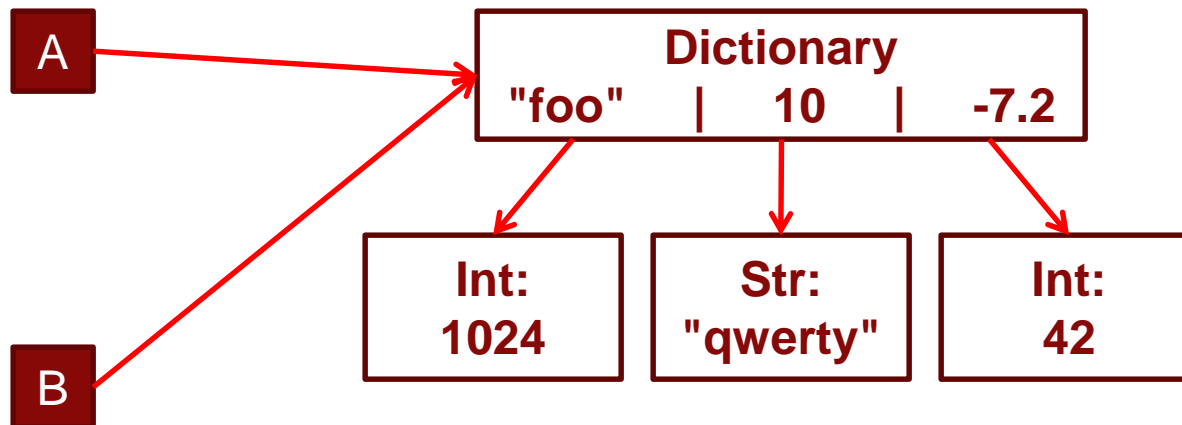 A
Dictionary
"foo" | 10 | -7.2
Int:
1024
Str:
"qwerty"
Int:
42
B